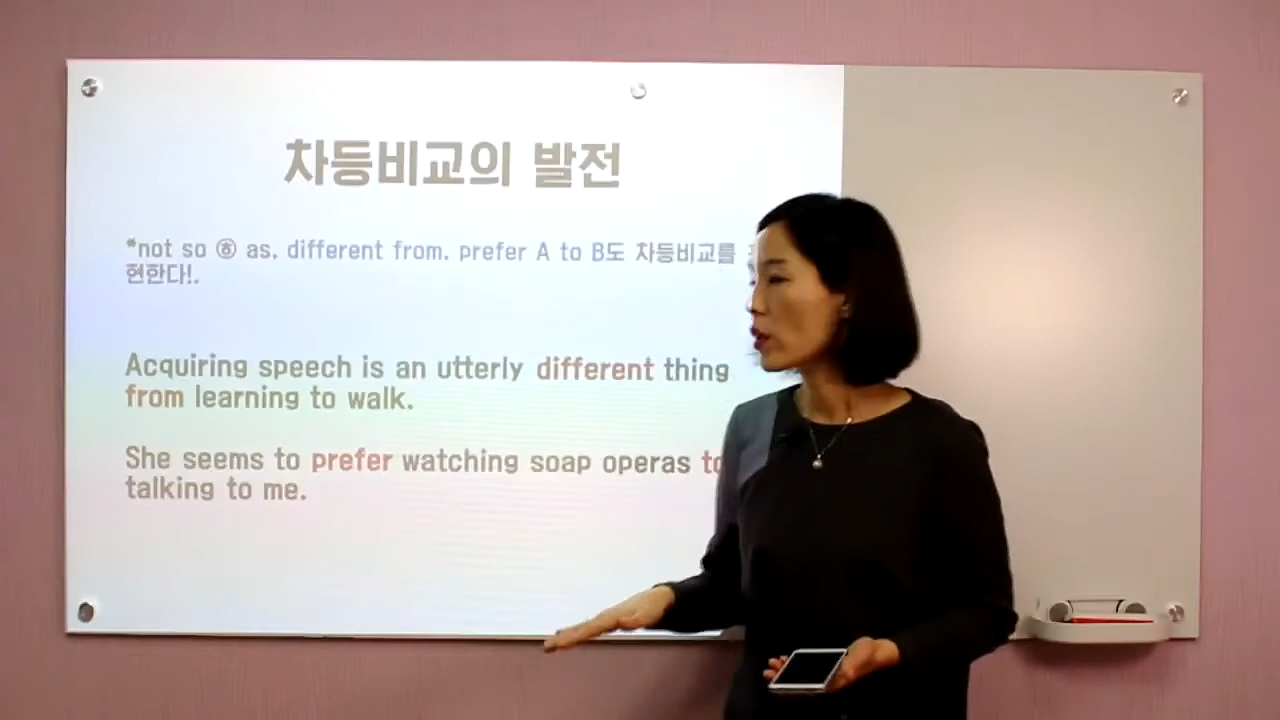 차등비교의 발전
*not so ㉻ as, different from, prefer A to B도 차등비교를
현한다!.
Acquiring speech is an utterly different thing
from learning to walk.
She seems to prefer watching soap operas to
talking to me.